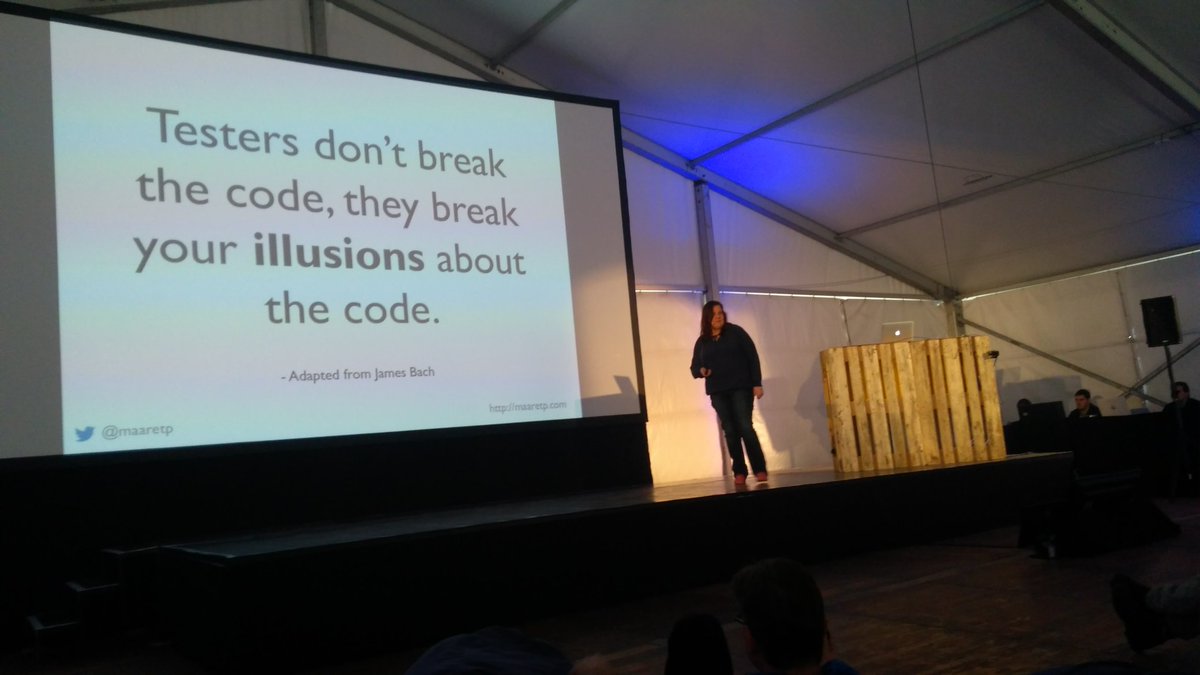 Testers don't break
the code, they break
your illusions about
the code.
- Adapted from James Bach
http://maaretp.com
@maaretp